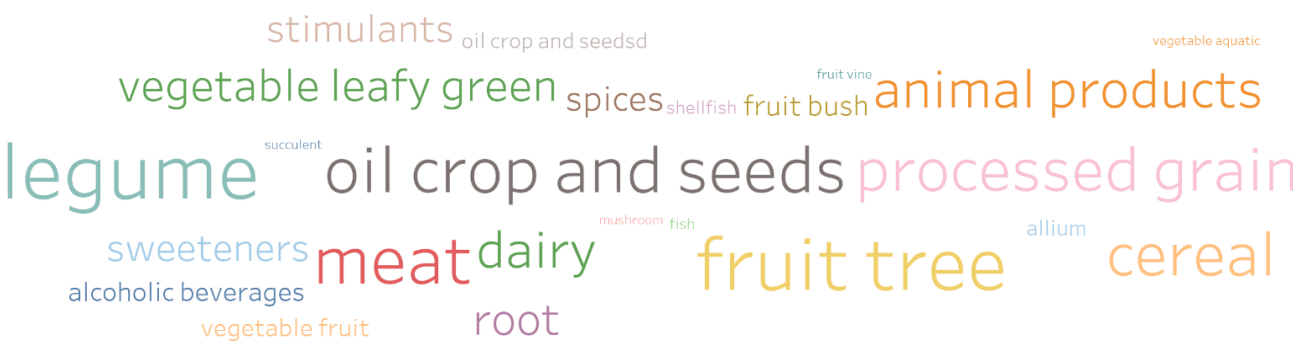 stimulants
oil crop and seedsd
vegetable aquatic
vegetable leafy green
spices
shellfish
fruit vine
fruit bush
animal products
legume
succulent
oil crop and seeds
processed grain
sweeteners
meat
dairy
mushroom
fish
fruit tree
allium
cereal
alcoholic beverages
vegetable fruit
root